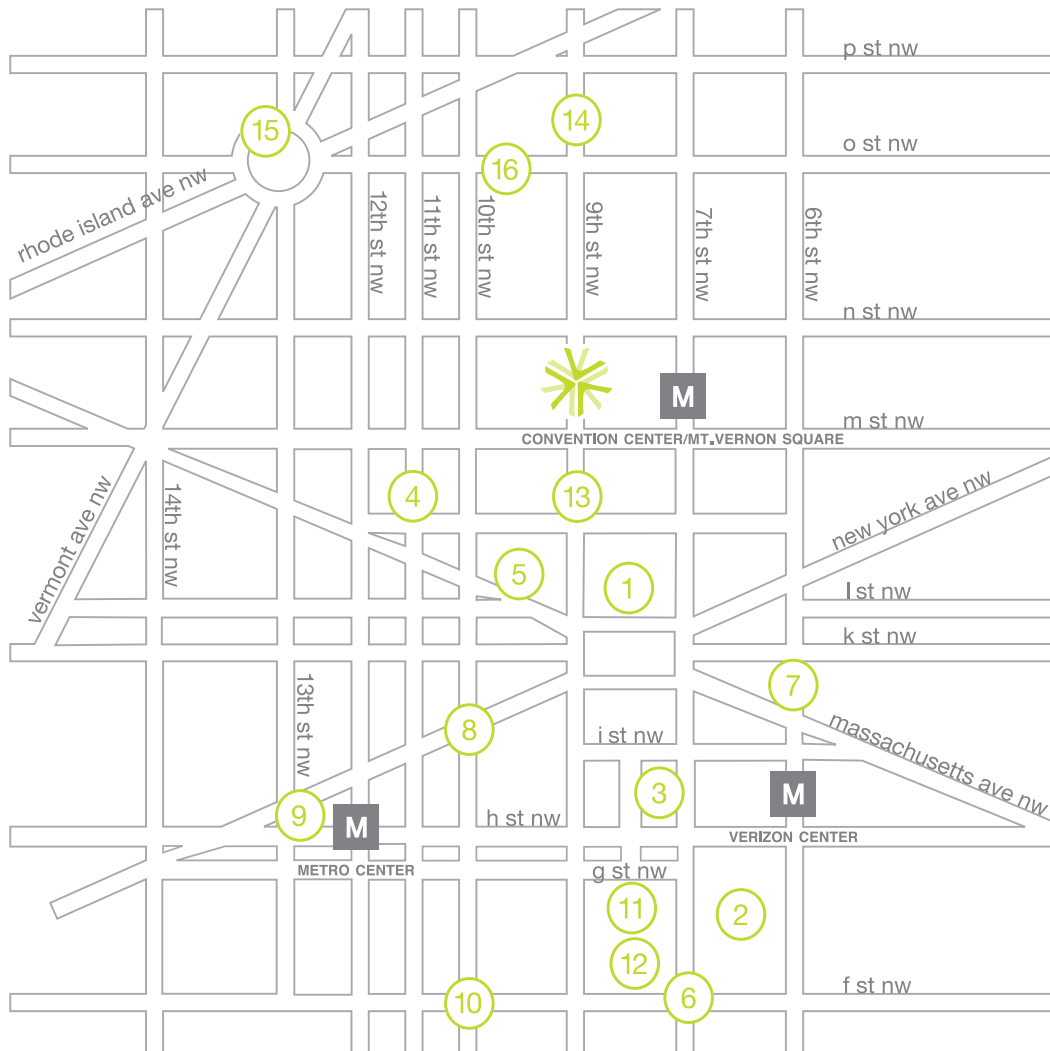 p st nw
14
15
o st nw
16
rhode island ave nw
12th st nw
11th st nw
10th st nw
9th st nw
7th st nw
6th st nw
n st nw
M
m st nw
CONVENTION CENTER/MT.VERNON SQUARE
4
13
new york ave nw
14th st nw
vermont ave nw
5
1
l st nw
k st nw
7
13th st nw
8
i st nw
massachusetts ave nw
3
M
9
M
h st nw
VERIZON CENTER
METRO CENTER
g st nw
11
2
12
f st nw
6
10